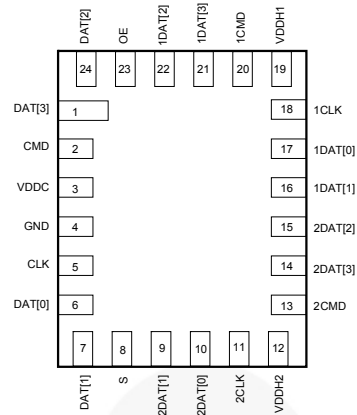 DAT[2] OE 1DAT[2] 1DAT[3] 1CMD VDDH1
24 23 22 21 20 19
DAT[3] 1 18 1CLK
CMD 2 17 1DAT[0]
VDDC 3 16 1DAT[1]
GND 4 15 2DAT[2]
CLK 5 14 2DAT[3]
DAT[0] 6 13 2CMD
7 8 9 10 11 12
DAT[1] S 2DAT[1] 2DAT[0] 2CLK VDDH2